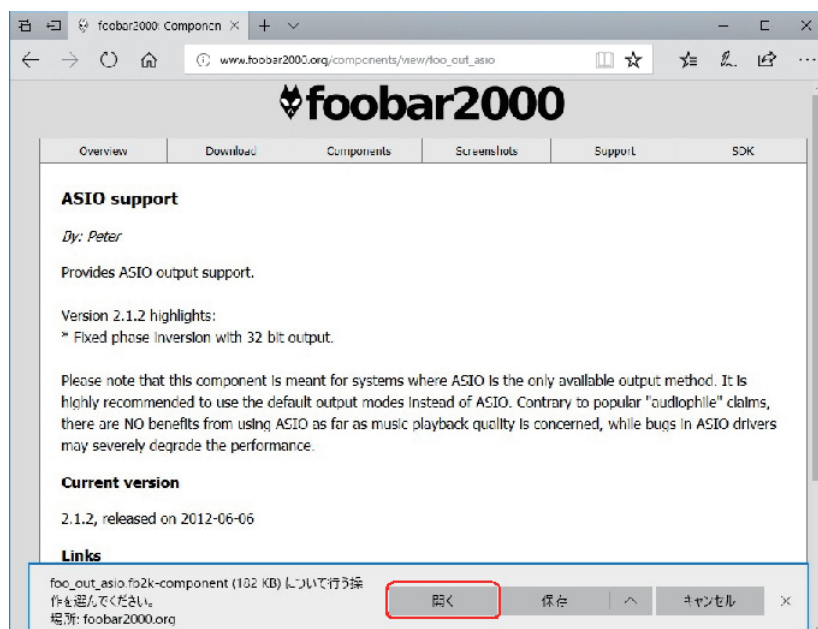 foobar2000: Componen
www.foobar2000.org/components/view/foo_out_asio
foobar2000
Overview Download Components Screenshots Support SDK
ASIO support
By: Peter
Provides ASIO output support.
Version 2.1.2 highlights:
* Fixed phase inversion with 32 bit output.
Please note that this component is meant for systems where ASIO is the only available output method. It is
highly recommended to use the default output modes instead of ASIO. Contrary to popular "audiophile" claims,
there are NO benefits from using ASIO as far as music playback quality is concerned, while bugs in ASIO drivers
may severely degrade the performance.
Current version
2.1.2, released on 2012-06-06
Links
foo_out_asio.fb2k-component (182 KB) について行う操
作を選んでください。
場所: foobar2000.org
開く 保存 キャンセル